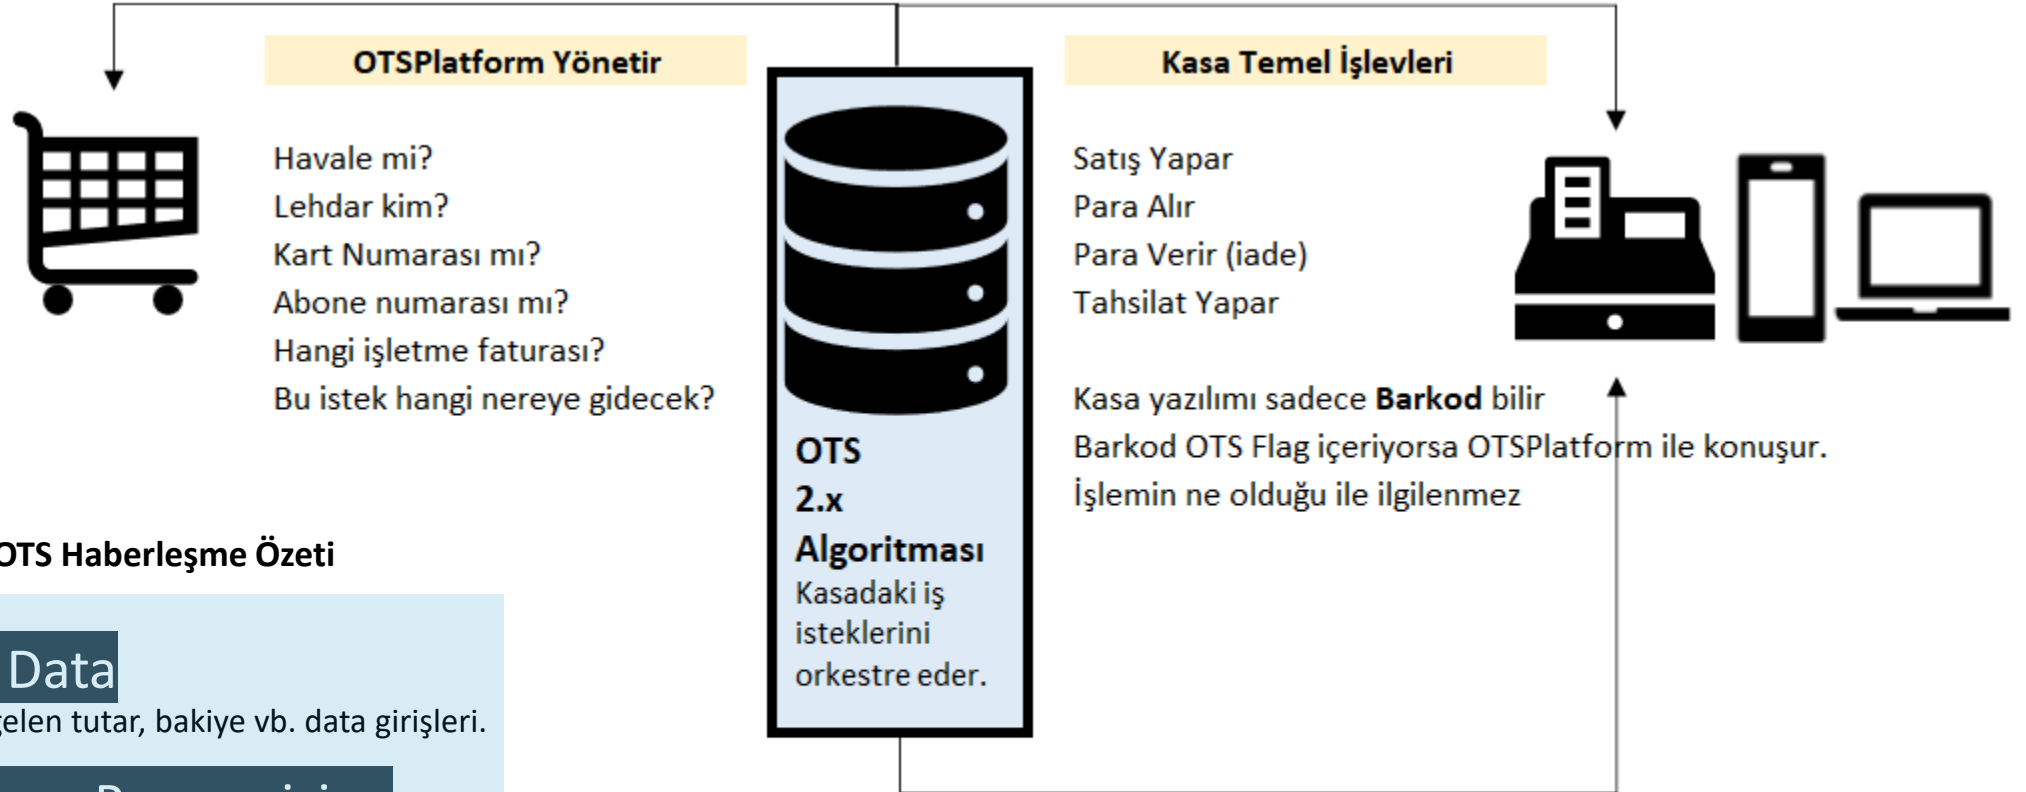 OTSPlatform Yönetir
Havale mi?
Lehdar kim?
Kart Numarası mı?
Abone numarası mı?
Hangi işletme faturası?
Bu istek hangi nereye gidecek?
OTS
2.x
Algoritması
Kasadaki iş
isteklerini
orkestre eder.
Kasa Temel İşlevleri
Satış Yapar
Para Alır
Para Verir (iade)
Tahsilat Yapar
Kasa yazılımı sadece Barkod bilir
Barkod OTS Flag içeriyorsa OTSPlatform ile konuşur.
İşlemin ne olduğu ile ilgilenmez
OTS Haberleşme Özeti
Data
gelen tutar, bakiye vb. data girişleri.